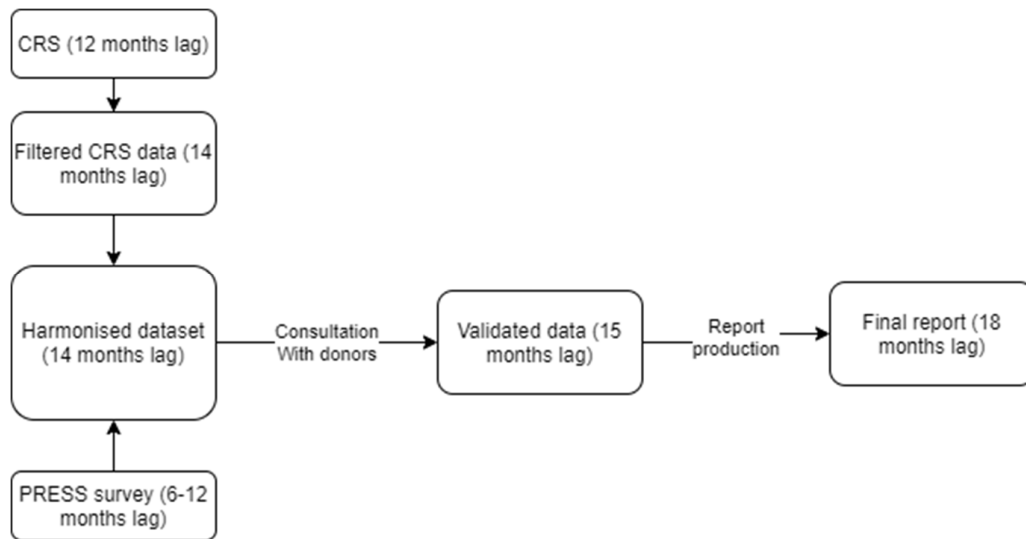 CRS (12 months lag)
Filtered CRS data (14
months lag)
Harmonised dataset
(14 months lag)
Consultation
With donors
Validated data (15
months lag)
Report
production
Final report (18
months lag)
PRESS survey (6-12
months lag)